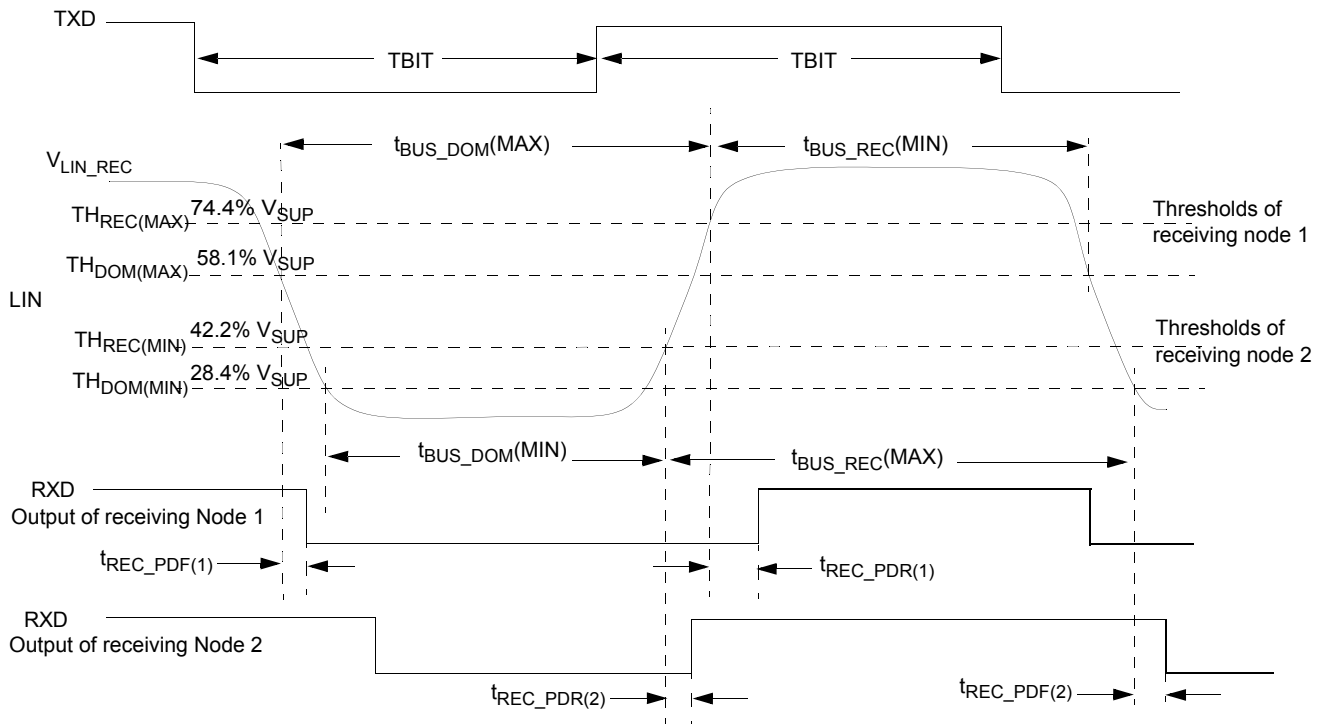 TXD
TBIT TBIT
tBUS_DOM(MAX) tBUS_REC(MIN)
VLIN_REC
THREC(MAX) 74.4% VSUP
Thresholds of
receiving node 1
THDOM(MAX) 58.1% VSUP
LIN
THREC(MIN) 42.2% VSUP
Thresholds of
receiving node 2
THDOM(MIN) 28.4% VSUP
tBUS_DOM(MIN) tBUS_REC(MAX)
RXD
Output of receiving Node 1
tREC_PDF(1) tREC_PDR(1)
RXD
Output of receiving Node 2
tREC_PDR(2) tREC_PDF(2)